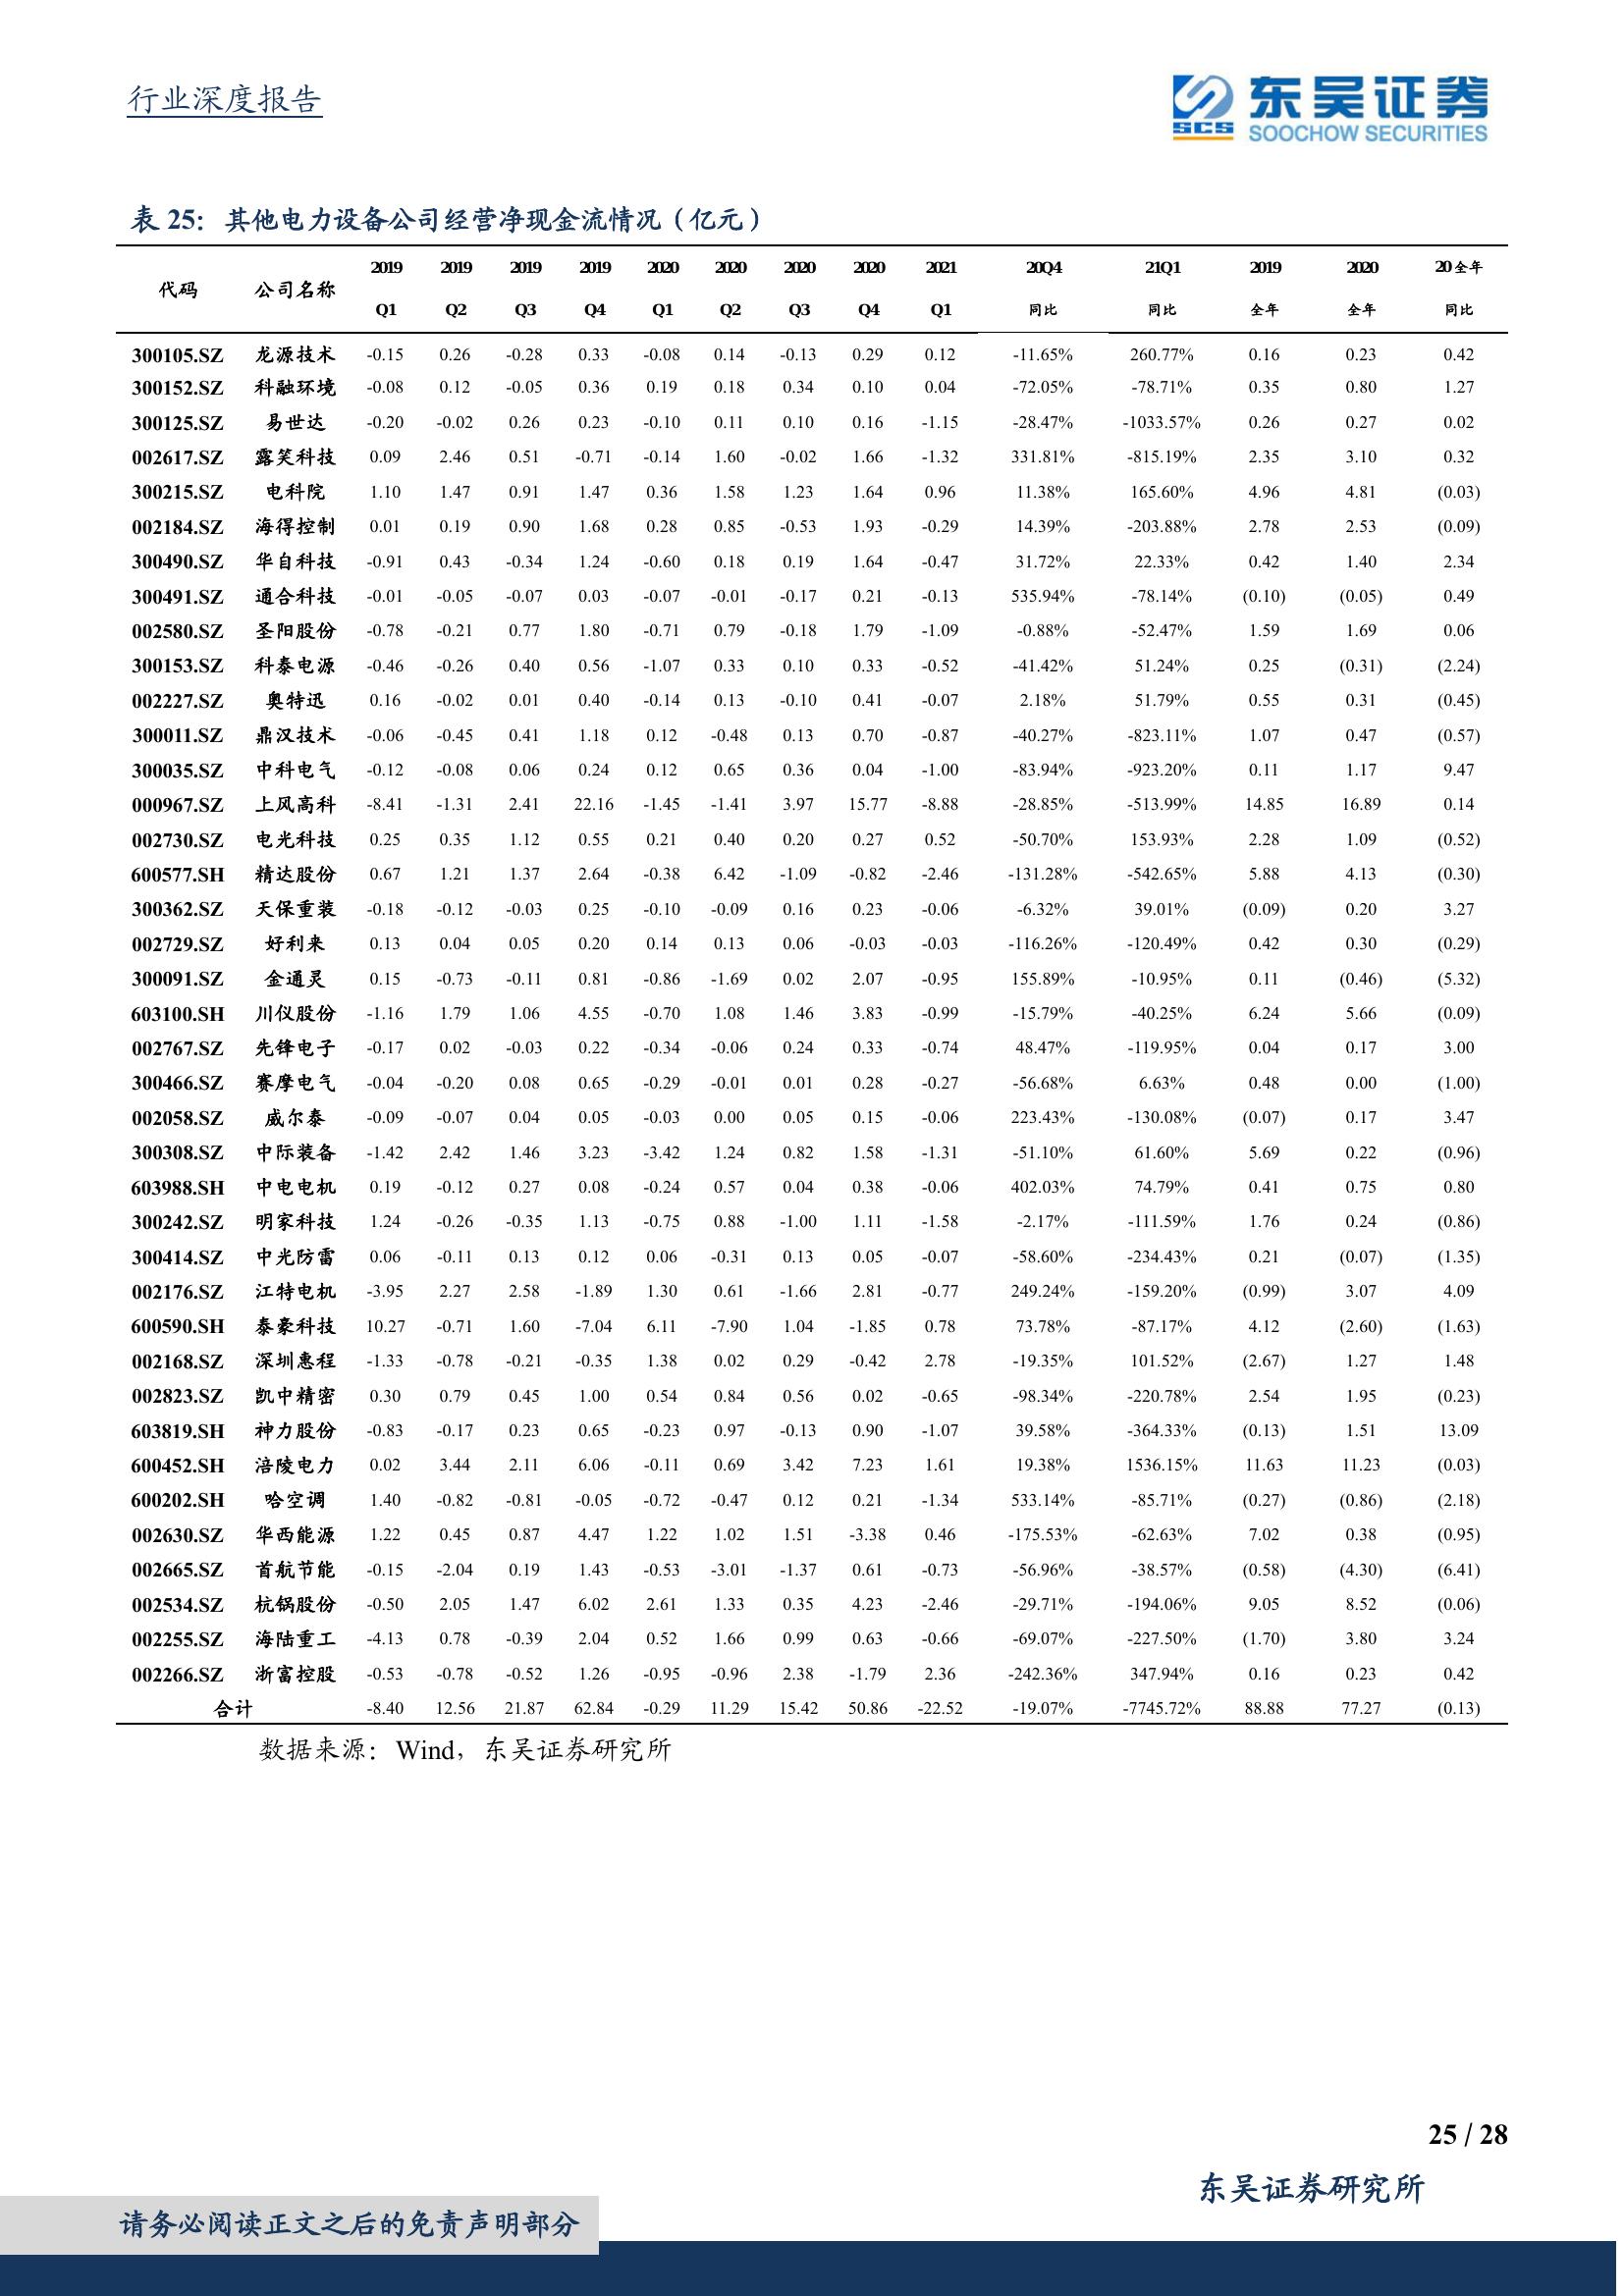 行业深度报告
SCS 东吴证券
SOOCHOW SECURITIES
表 25：其他电力设备公司经营净现金流情况（亿元）
代码 公司名称 2019 2019 2019 2019 2020 2020 2020 2020 2021 20Q4 21Q1 2019 2020 20全年
Q1 Q2 Q3 Q4 Q1 Q2 Q3 Q4 Q1 同比 同比 全年 全年 同比
300105.SZ 龙源技术 -0.15 0.26 -0.28 0.33 -0.08 0.14 -0.13 0.29 0.12 -11.65% 260.77% 0.16 0.23 0.42
300152.SZ 科融环境 -0.08 0.12 -0.05 0.36 0.19 0.18 0.34 0.10 0.04 -72.05% -78.71% 0.35 0.80 1.27
300125.SZ 易世达 -0.20 -0.02 0.26 0.23 -0.10 0.11 0.10 0.16 -1.15 -28.47% -1033.57% 0.26 0.27 0.02
002617.SZ 露笑科技 0.09 2.46 0.51 -0.71 -0.14 1.60 -0.02 1.66 -1.32 331.81% -815.19% 2.35 3.10 0.32
300215.SZ 电科院 1.10 1.47 0.91 1.47 0.36 1.58 1.23 1.64 0.96 11.38% 165.60% 4.96 4.81 (0.03)
002184.SZ 海得控制 0.01 0.19 0.90 1.68 0.28 0.85 -0.53 1.93 -0.29 14.39% -203.88% 2.78 2.53 (0.09)
300490.SZ 华自科技 -0.91 0.43 -0.34 1.24 -0.60 0.18 0.19 1.64 -0.47 31.72% 22.33% 0.42 1.40 2.34
300491.SZ 通合科技 -0.01 -0.05 -0.07 0.03 -0.07 -0.01 -0.17 0.21 -0.13 535.94% -78.14% (0.10) (0.05) 0.49
002580.SZ 圣阳股份 -0.78 -0.21 0.77 1.80 -0.71 0.79 -0.18 1.79 -1.09 -0.88% -52.47% 1.59 1.69 0.06
300153.SZ 科泰电源 -0.46 -0.26 0.40 0.56 -1.07 0.33 0.10 0.33 -0.52 -41.42% 51.24% 0.25 (0.31) (2.24)
002227.SZ 奥特迅 0.16 -0.02 0.01 0.40 -0.14 0.13 -0.10 0.41 -0.07 2.18% 51.79% 0.55 0.31 (0.45)
300011.SZ 鼎汉技术 -0.06 -0.45 0.41 1.18 0.12 -0.48 0.13 0.70 -0.87 -40.27% -823.11% 1.07 0.47 (0.57)
300035.SZ 中科电气 -0.12 -0.08 0.06 0.24 0.12 0.65 0.36 0.04 -1.00 -83.94% -923.20% 0.11 1.17 9.47
000967.SZ 上风高科 -8.41 -1.31 2.41 22.16 -1.45 -1.41 3.97 15.77 -8.88 -28.85% -513.99% 14.85 16.89 0.14
002730.SZ 电光科技 0.25 0.35 1.12 0.55 0.21 0.40 0.20 0.27 0.52 -50.70% 153.93% 2.28 1.09 (0.52)
600577.SH 精达股份 0.67 1.21 1.37 2.64 -0.38 6.42 -1.09 -0.82 -2.46 -131.28% -542.65% 5.88 4.13 (0.30)
300362.SZ 天保重装 -0.18 -0.12 -0.03 0.25 -0.10 -0.09 0.16 0.23 -0.06 -6.32% 39.01% (0.09) 0.20 3.27
002729.SZ 好利来 0.13 0.04 0.05 0.20 0.14 0.13 0.06 -0.03 -0.03 -116.26% -120.49% 0.42 0.30 (0.29)
300091.SZ 金通灵 0.15 -0.73 -0.11 0.81 -0.86 -1.69 0.02 2.07 -0.95 155.89% -10.95% 0.11 (0.46) (5.32)
603100.SH 川仪股份 -1.16 1.79 1.06 4.55 -0.70 1.08 1.46 3.83 -0.99 -15.79% -40.25% 6.24 5.66 (0.09)
002767.SZ 先锋电子 -0.17 0.02 -0.03 0.22 -0.34 -0.06 0.24 0.33 -0.74 48.47% -119.95% 0.04 0.17 3.00
300466.SZ 赛摩电气 -0.04 -0.20 0.08 0.65 -0.29 -0.01 0.01 0.28 -0.27 -56.68% 6.63% 0.48 0.00 (1.00)
002058.SZ 威尔泰 -0.09 -0.07 0.04 0.05 -0.03 0.00 0.05 0.15 -0.06 223.43% -130.08% (0.07) 0.17 3.47
300308.SZ 中际装备 -1.42 2.42 1.46 3.23 -3.42 1.24 0.82 1.58 -1.31 -51.10% 61.60% 5.69 0.22 (0.96)
603988.SH 中电电机 0.19 -0.12 0.27 0.08 -0.24 0.57 0.04 0.38 -0.06 402.03% 74.79% 0.41 0.75 0.80
300242.SZ 明家科技 1.24 -0.26 -0.35 1.13 -0.75 0.88 -1.00 1.11 -1.58 -2.17% -111.59% 1.76 0.24 (0.86)
300414.SZ 中光防雷 0.06 -0.11 0.13 0.12 0.06 -0.31 0.13 0.05 -0.07 -58.60% -234.43% 0.21 (0.07) (1.35)
002176.SZ 江特电机 -3.95 2.27 2.58 -1.89 1.30 0.61 -1.66 2.81 -0.77 249.24% -159.20% (0.99) 3.07 4.09
600590.SH 泰豪科技 10.27 -0.71 1.60 -7.04 6.11 -7.90 1.04 -1.85 0.78 73.78% -87.17% 4.12 (2.60) (1.63)
002168.SZ 深圳惠程 -1.33 -0.78 -0.21 -0.35 1.38 0.02 0.29 -0.42 2.78 -19.35% 101.52% (2.67) 1.27 1.48
002823.SZ 凯中精密 0.30 0.79 0.45 1.00 0.54 0.84 0.56 0.02 -0.65 -98.34% -220.78% 2.54 1.95 (0.23)
603819.SH 神力股份 -0.83 -0.17 0.23 0.65 -0.23 0.97 -0.13 0.90 -1.07 39.58% -364.33% (0.13) 1.51 13.09
600452.SH 涪陵电力 0.02 3.44 2.11 6.06 -0.11 0.69 3.42 7.23 1.61 19.38% 1536.15% 11.63 11.23 (0.03)
600202.SH 哈空调 1.40 -0.82 -0.81 -0.05 -0.72 -0.47 0.12 0.21 -1.34 533.14% -85.71% (0.27) (0.86) (2.18)
002630.SZ 华西能源 1.22 0.45 0.87 4.47 1.22 1.02 1.51 -3.38 0.46 -175.53% -62.63% 7.02 0.38 (0.95)
002665.SZ 首航节能 -0.15 -2.04 0.19 1.43 -0.53 -3.01 -1.37 0.61 -0.73 -56.96% -38.57% (0.58) (4.30) (6.41)
002534.SZ 杭锅股份 -0.50 2.05 1.47 6.02 2.61 1.33 0.35 4.23 -2.46 -29.71% -194.06% 9.05 8.52 (0.06)
002255.SZ 海陆重工 -4.13 0.78 -0.39 2.04 0.52 1.66 0.99 0.63 -0.66 -69.07% -227.50% (1.70) 3.80 3.24
002266.SZ 浙富控股 -0.53 -0.78 -0.52 1.26 -0.95 -0.96 2.38 -1.79 2.36 -242.36% 347.94% 0.16 0.23 0.42
合计 -8.40 12.56 21.87 62.84 -0.29 11.29 15.42 50.86 -22.52 -19.07% -7745.72% 88.88 77.27 (0.13)
数据来源：Wind，东吴证券研究所
25 / 28
东吴证券研究所
请务必阅读正文之后的免责声明部分